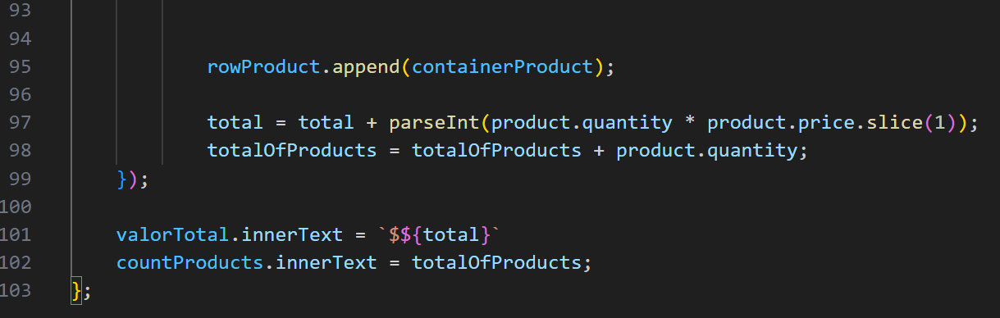 93
94
95 rowProduct.append(containerProduct);
96
97 total = total + parseInt(product.quantity * product.price.slice(1));
98 totalOfProducts = totalOfProducts + product.quantity;
99 });
100
101 valorTotal.innerText = `$${total}`
102 countProducts.innerText = totalOfProducts;
103 };